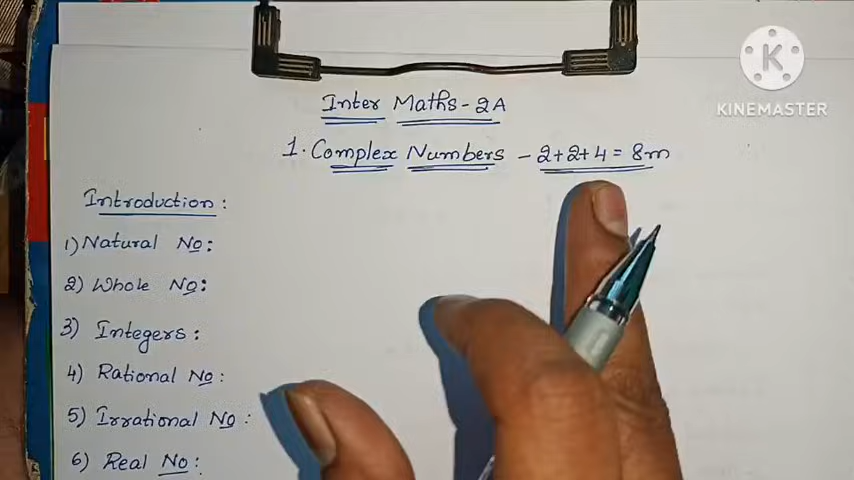 Inter Maths-2A
1. Complex Numbers - 2+2+4 = 8m
Introduction :
1) Natural No:
2) Whole No:
3) Integers :
4) Rational No :
5) Irrational No :
6) Real No :
K
KINEMASTER